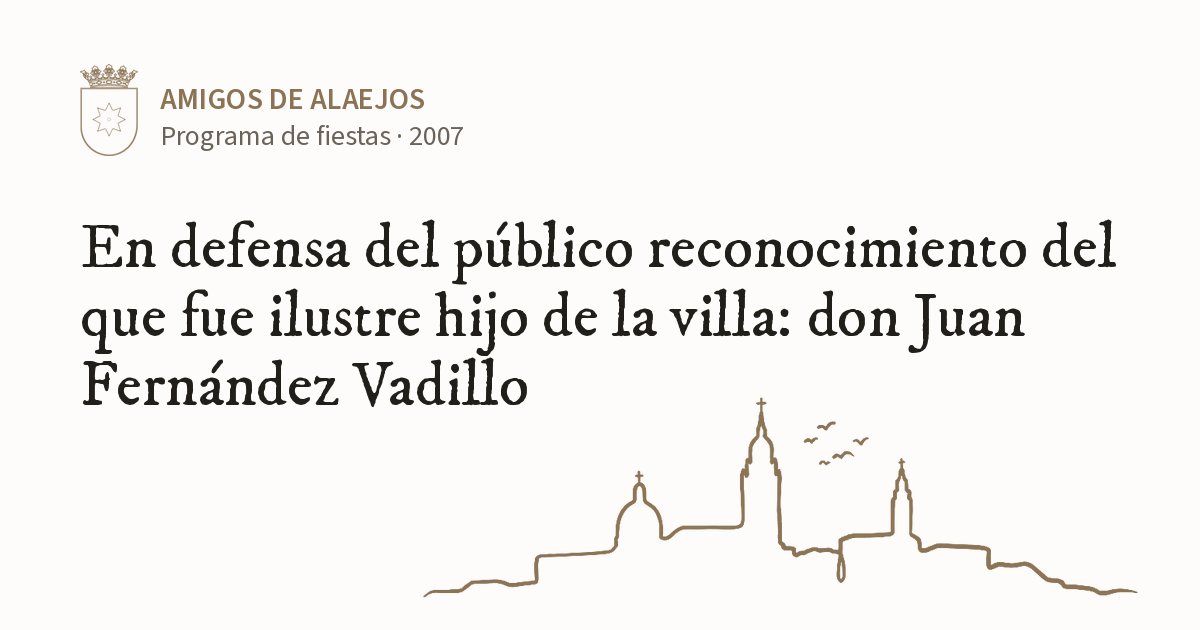 AMIGOS DE ALAEJOS
Programa de fiestas · 2007
En defensa del público reconocimiento del
que fue ilustre hijo de la villa: don Juan
Fernández Vadillo